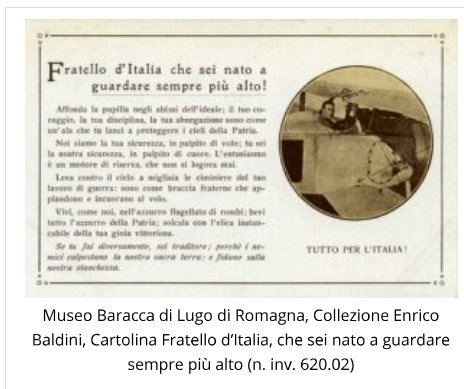 Fratello d'Italia che sei nato a
guardare sempre più alto!
Affonda la pupilla negli abissi dell'ideale; il tuo co-
raggio, la tua disciplina, la tua abnegazione sono come
un'ala che tu lanci a proteggere i cieli della Patria.
Noi siamo la tua sicurezza, in palpito di volo; tu sei
la nostra sicurezza, in palpito di cuore. L'entusiasmo
è un motore di riserva, che non si logora mai.
Leva contro il cielo a migliaia le ciminiere del tuo
lavoro di guerra: sono come braccia fraterne che ap-
plaudono e incuorano al volo.
Vivi, come noi, nell'azzurro flagellato di rombi; bevi
tutto l'azzurro della Patria; solcalo con l'elica instan-
cabile della tua gioia vittoriosa.
Se tu fai diversamente, sei traditore; perchè i ne-
mici calpestano la nostra sacra terra: e fidano sulla
nostra stanchezza.
TUTTO PER L'ITALIA!
Museo Baracca di Lugo di Romagna, Collezione Enrico
Baldini, Cartolina Fratello d'Italia, che sei nato a guardare
sempre più alto (n. inv. 620.02)